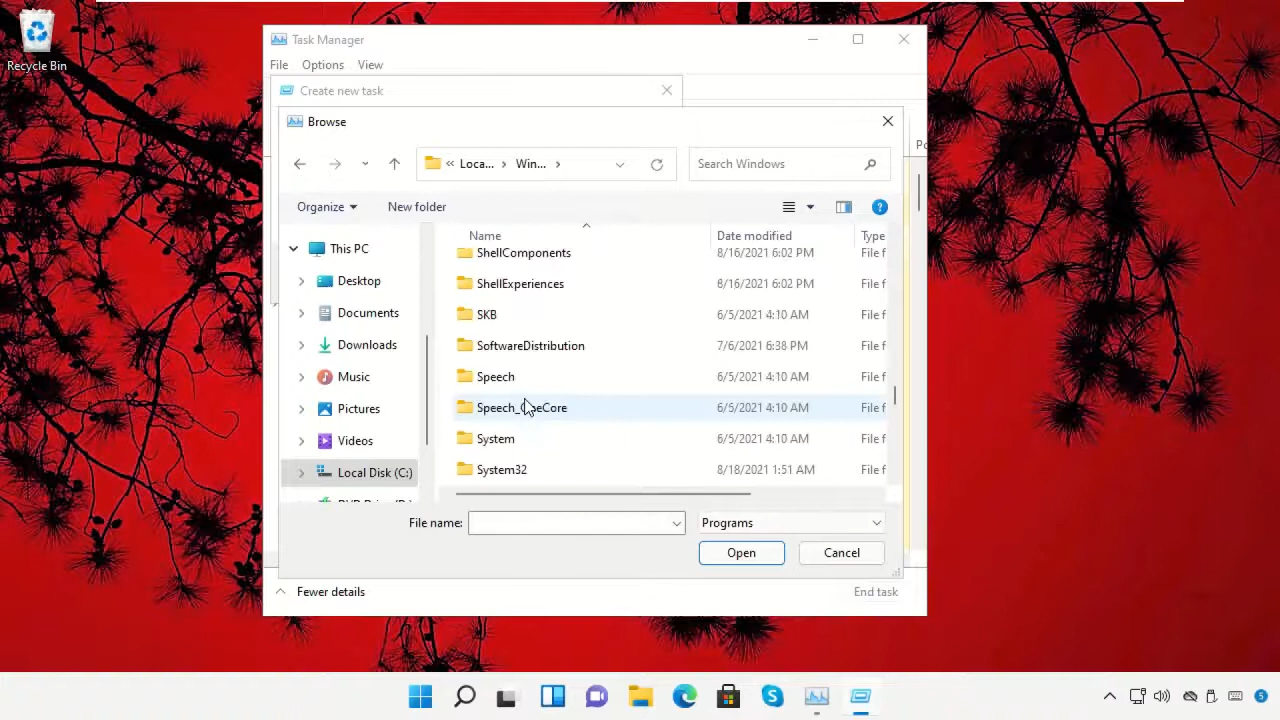 Recycle Bin
Task Manager
File Options View
Create new task
Browse
« Loca... › Win... ›
Search Windows
Organize New folder
Name Date modified Type
This PC
Desktop
Documents
Downloads
Music
Pictures
Videos
Local Disk (C:)
ShellComponents 8/16/2021 6:02 PM File f
ShellExperiences 8/16/2021 6:02 PM File f
SKB 6/5/2021 4:10 AM File f
SoftwareDistribution 7/6/2021 6:38 PM File f
Speech 6/5/2021 4:10 AM File f
Speech_OneCore 6/5/2021 4:10 AM File f
System 6/5/2021 4:10 AM File f
System32 8/18/2021 1:51 AM File f
File name: Programs
Open Cancel
Fewer details End task
5